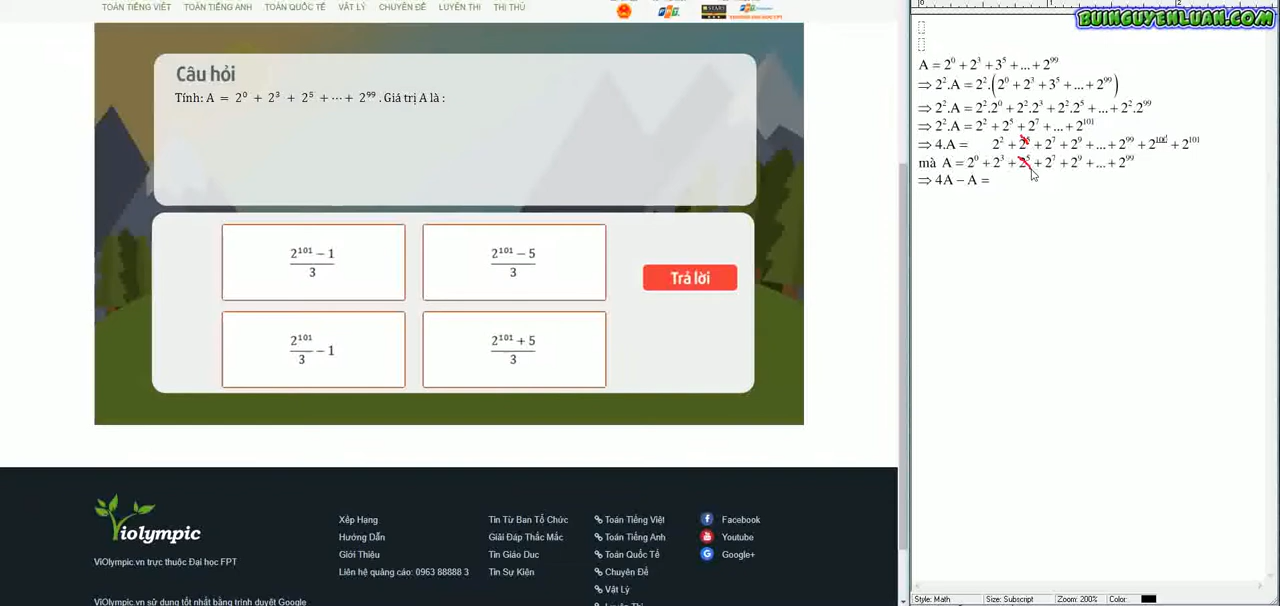 TOÁN TIẾNG VIỆT TOÁN TIẾNG ANH TOÁN QUỐC TẾ VẬT LÝ CHUYÊN ĐỀ LUYỆN THI THI THỬ
BUINGUYENLUAN.COM
Câu hỏi
Tính: A = 2⁰ + 2³ + 2⁵ + ⋯ + 2⁹⁹ . Giá trị A là :
(2¹⁰¹ − 1)/3
(2¹⁰¹ − 5)/3
2¹⁰¹/3 − 1
(2¹⁰¹ + 5)/3
Trả lời
A = 2⁰ + 2³ + 3⁵ + ... + 2⁹⁹
⇒ 2².A = 2².(2⁰ + 2³ + 3⁵ + ... + 2⁹⁹)
⇒ 2².A = 2².2⁰ + 2².2³ + 2².2⁵ + ... + 2².2⁹⁹
⇒ 2².A = 2² + 2⁵ + 2⁷ + ... + 2¹⁰¹
⇒ 4.A = 2² + 2⁵ + 2⁷ + 2⁹ + ... + 2⁹⁹ + 2¹⁰⁰ + 2¹⁰¹
mà A = 2⁰ + 2³ + 2⁵ + 2⁷ + 2⁹ + ... + 2⁹⁹
⇒ 4A − A =
Violympic
ViOlympic.vn trực thuộc Đại học FPT
ViOlympic.vn sử dụng tốt nhất bằng trình duyệt Google
Xếp Hạng
Hướng Dẫn
Giới Thiệu
Liên hệ quảng cáo: 0963 88888 3
Tin Từ Ban Tổ Chức
Giải Đáp Thắc Mắc
Tin Giáo Dục
Tin Sự Kiện
Toán Tiếng Việt
Toán Tiếng Anh
Toán Quốc Tế
Chuyên Đề
Vật Lý
Facebook
Youtube
Google+
Style: Math Size: Subscript Zoom: 200% Color: